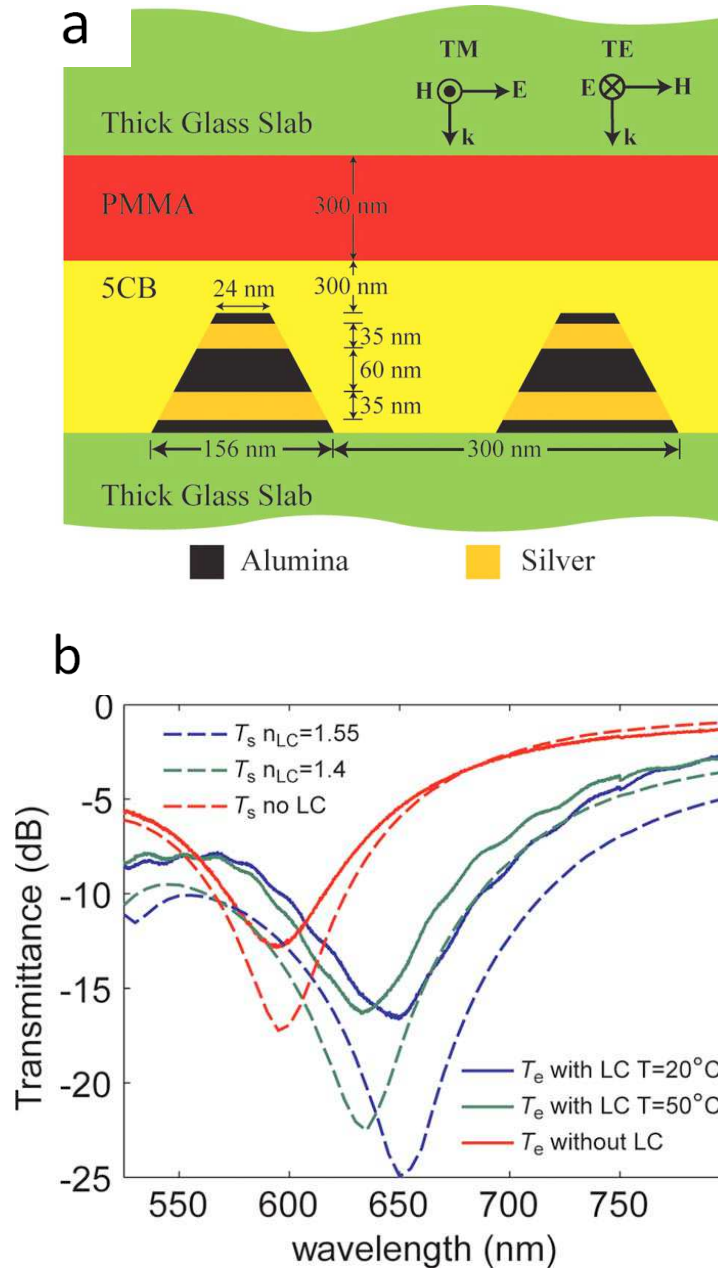 a
TM
TE
H
E
k
E
H
k
Thick Glass Slab
PMMA
300 nm
5CB
300 nm
24 nm
35 nm
60 nm
35 nm
156 nm
300 nm
Thick Glass Slab
Alumina
Silver
b
0
-5
-10
-15
-20
-25
Transmittance (dB)
Ts nLC=1.55
Ts nLC=1.4
Ts no LC
Te with LC T=20°C
Te with LC T=50°C
Te without LC
550
600
650
700
750
wavelength (nm)